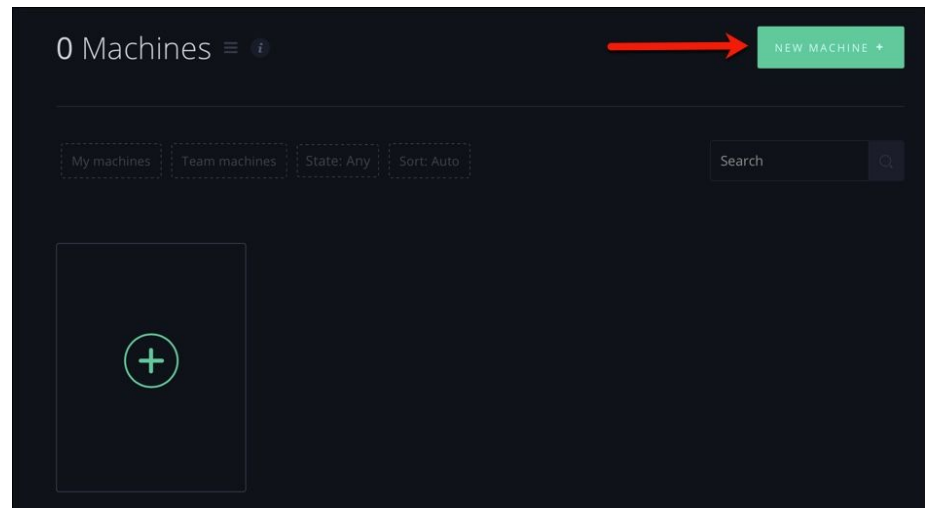 0 Machines
NEW MACHINE +
My machines Team machines State: Any Sort: Auto
Search